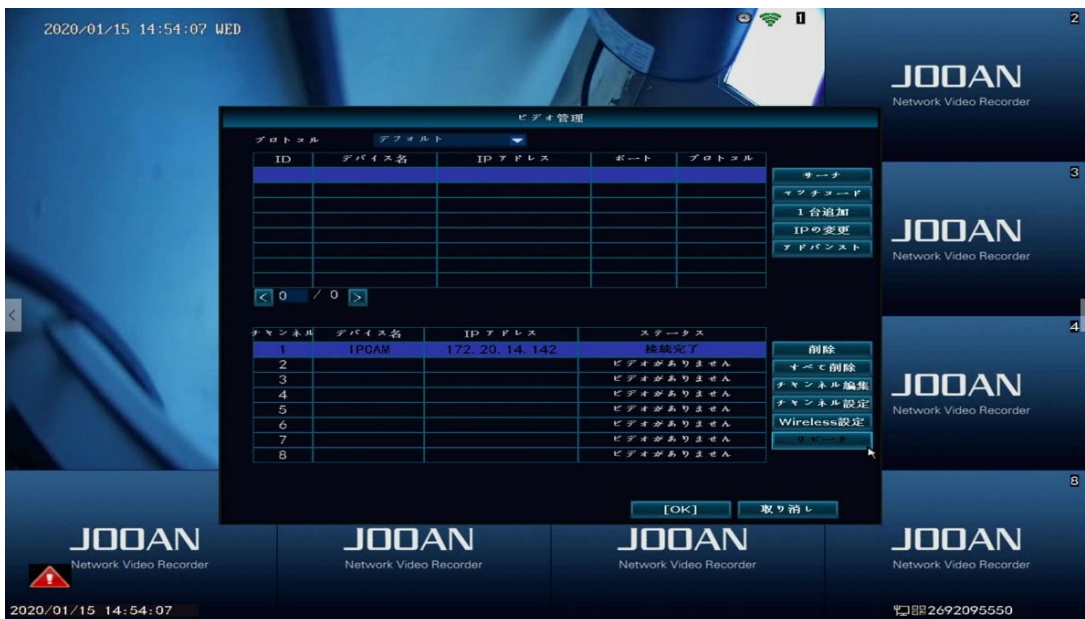 2020/01/15 14:54:07 WED
1
2
JOOAN
Network Video Recorder
ビデオ管理
プロトコル デフォルト
ID デバイス名 IPアドレス ポート プロトコル
サーチ
3
マッチコード
1台追加
IPの変更
アドバンスト
JOOAN
Network Video Recorder
< 0 / 0 >
4
チャンネル デバイス名 IPアドレス ステータス
1 IPCAM 172.20.14.142 接続完了 削除
2 ビデオがありません すべて削除
3 ビデオがありません チャンネル編集
4 ビデオがありません チャンネル設定
5 ビデオがありません
6 ビデオがありません Wireless設定
7 ビデオがありません リピータ
8 ビデオがありません
JOOAN
Network Video Recorder
8
[OK] 取り消し
JOOAN JOOAN JOOAN JOOAN
Network Video Recorder Network Video Recorder Network Video Recorder Network Video Recorder
2020/01/15 14:54:07
2692095550